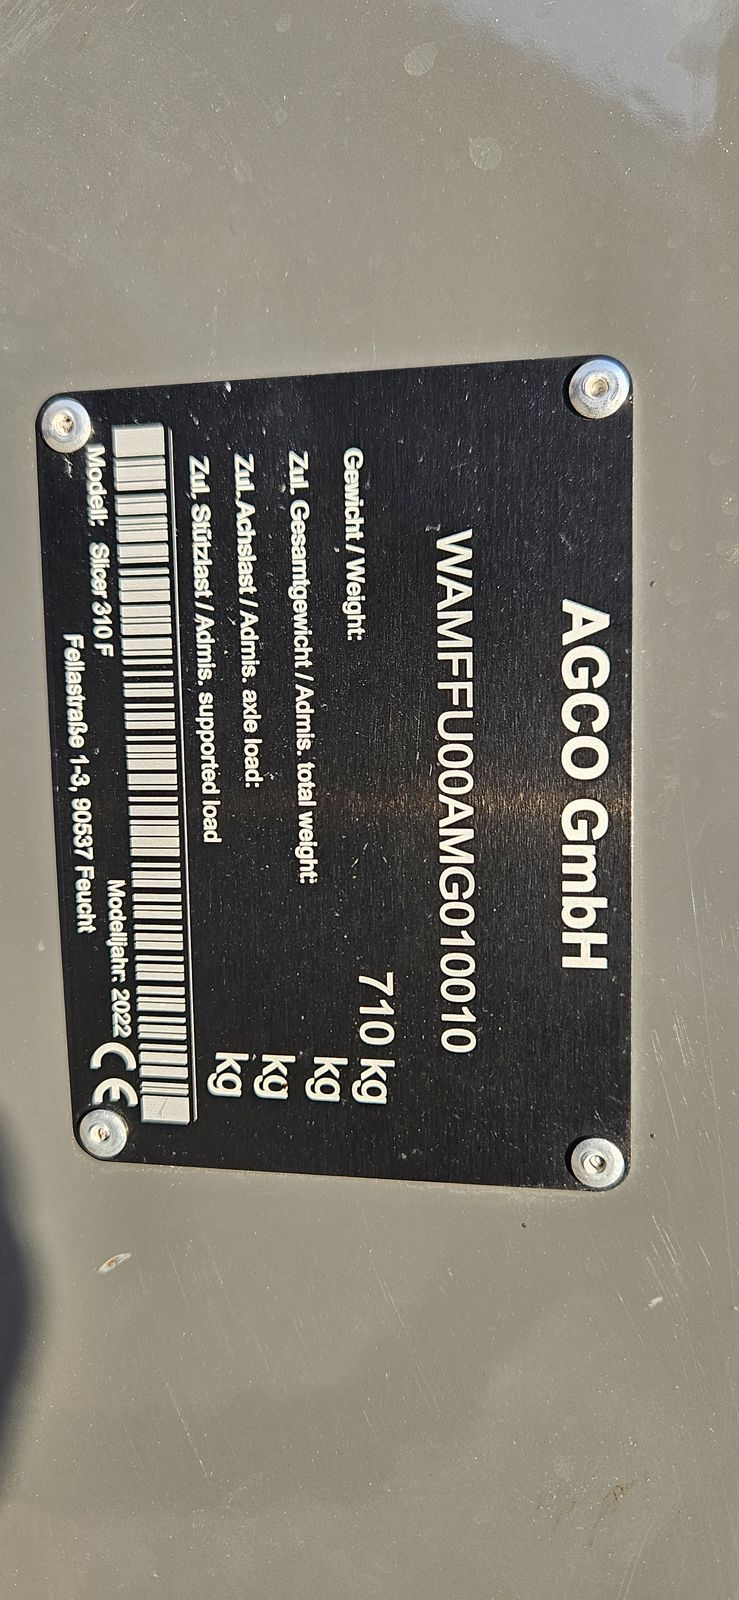 AGCO GmbH
WAMFFU00AMG010010
Gewicht / Weight: 710 kg
Zul. Gesamtgewicht / Admis. total weight: kg
Zul. Achslast / Admis. axle load: kg
Zul. Stützlast / Admis. supported load kg
Modell: Slicer 310 F Modelljahr: 2022 CE
Fellastraße 1-3, 90537 Feucht